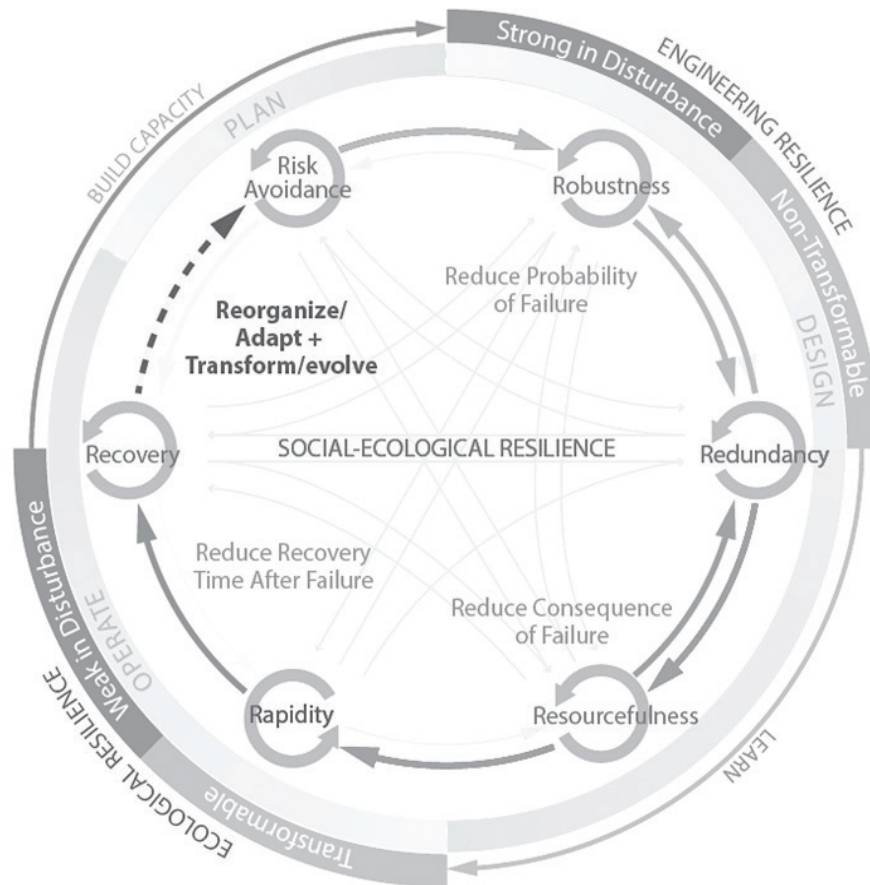 Strong in Disturbance
ENGINEERING RESILIENCE
BUILD CAPACITY
PLAN
Risk
Avoidance
Robustness
Non-Transformable
DESIGN
Reduce Probability
of Failure
Reorganize/
Adapt +
Transform/evolve
Recovery
SOCIAL-ECOLOGICAL RESILIENCE
Redundancy
Reduce Recovery
Time After Failure
Reduce Consequence
of Failure
Weak in Disturbance
OPERATE
ECOLOGICAL RESILIENCE
Rapidity
Resourcefulness
LEARN
Transformable